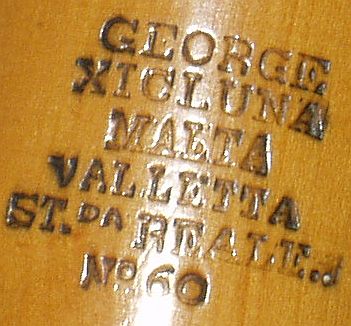 GEORGE
XICLUNA
MALTA
VALLETTA
ST.DA REALE.
No 60